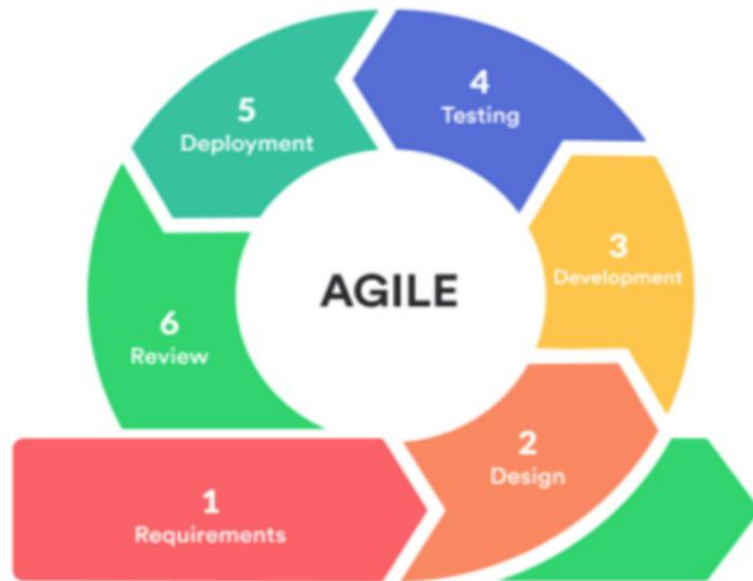 AGILE
1
Requirements
2
Design
3
Development
4
Testing
5
Deployment
6
Review